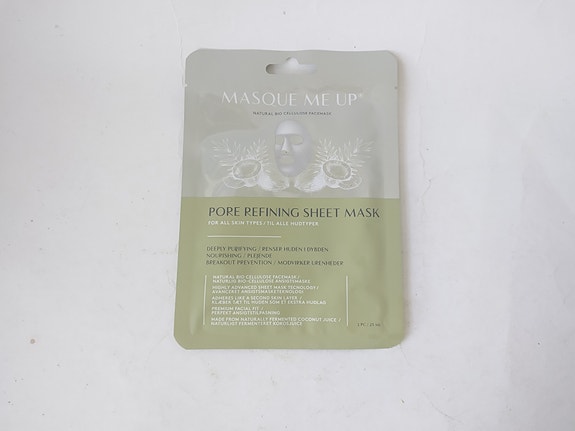 MASQUE ME UP®
NATURAL BIO CELLULOSE FACEMASK
PORE REFINING SHEET MASK
FOR ALL SKIN TYPES / TIL ALLE HUDTYPER
DEEPLY PURIFYING / RENSER HUDEN I DYBDEN
NOURISHING / PLEJENDE
BREAKOUT PREVENTION / MODVIRKER URENHEDER
NATURAL BIO CELLULOSE FACEMASK /
NATURLIG BIO-CELLULOSE ANSIGTSMASKE
HIGHLY ADVANCED SHEET MASK TECNOLOGY /
AVANCERET ANSIGTSMASKETEKNOLOGI
ADHERES LIKE A SECOND SKIN LAYER /
KLÆBER TÆT TIL HUDEN SOM ET EKSTRA HUDLAG
PREMIUM FACIAL FIT /
PERFEKT ANSIGTSTILPASNING
MADE FROM NATURALLY FERMENTED COCONUT JUICE /
NATURLIGT FERMENTERET KOKOSJUICE